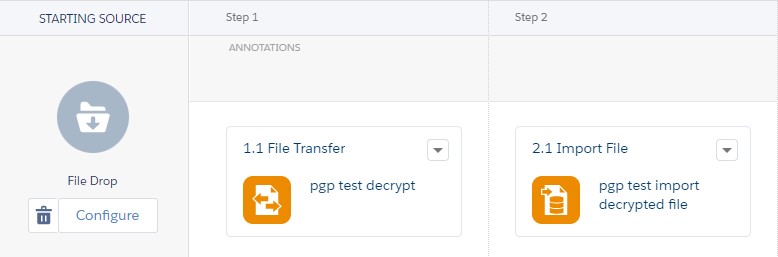 STARTING SOURCE
Step 1
Step 2
ANNOTATIONS
File Drop
Configure
1.1 File Transfer
pgp test decrypt
2.1 Import File
pgp test import
decrypted file